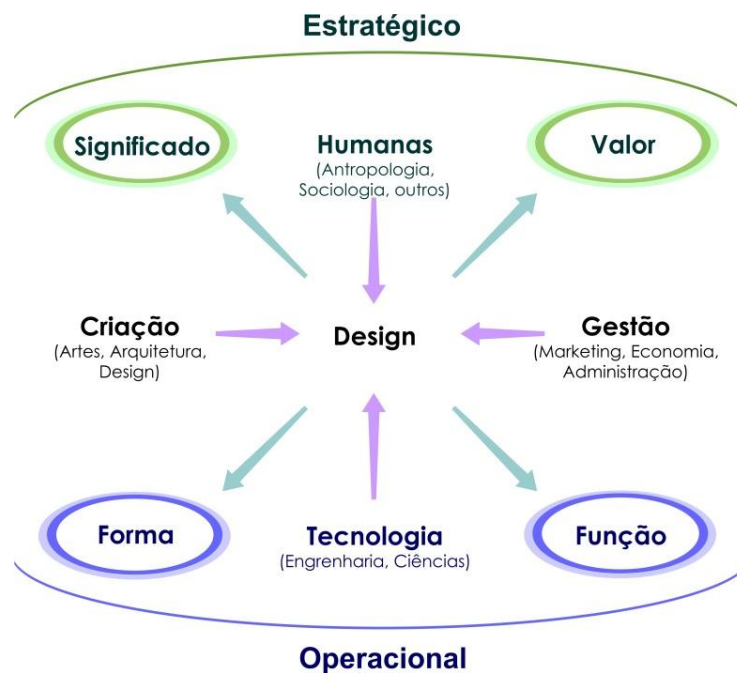 Estratégico
Significado
Humanas
(Antropologia,
Sociologia, outros)
Valor
Criação
(Artes, Arquitetura,
Design)
Design
Gestão
(Marketing, Economia,
Administração)
Forma
Tecnologia
(Engrenharia, Ciências)
Função
Operacional